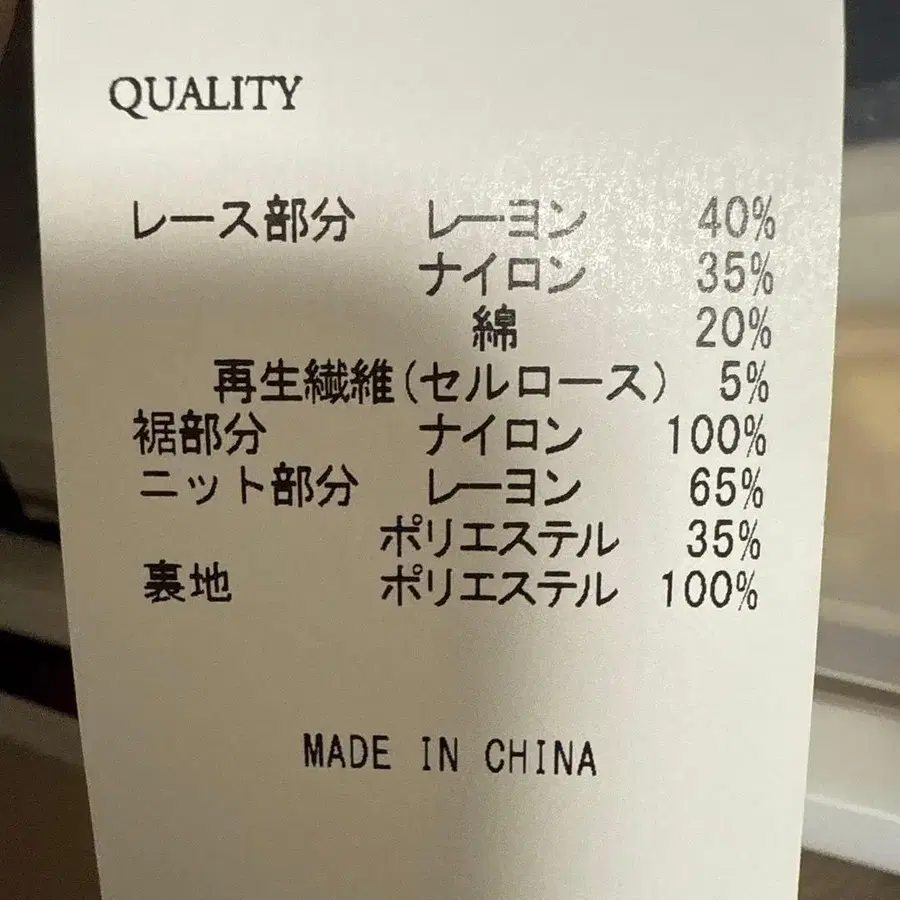 QUALITY
レース部分 レーヨン 40%
ナイロン 35%
綿 20%
再生繊維(セルロース) 5%
裾部分 ナイロン 100%
ニット部分 レーヨン 65%
ポリエステル 35%
裏地 ポリエステル 100%
MADE IN CHINA